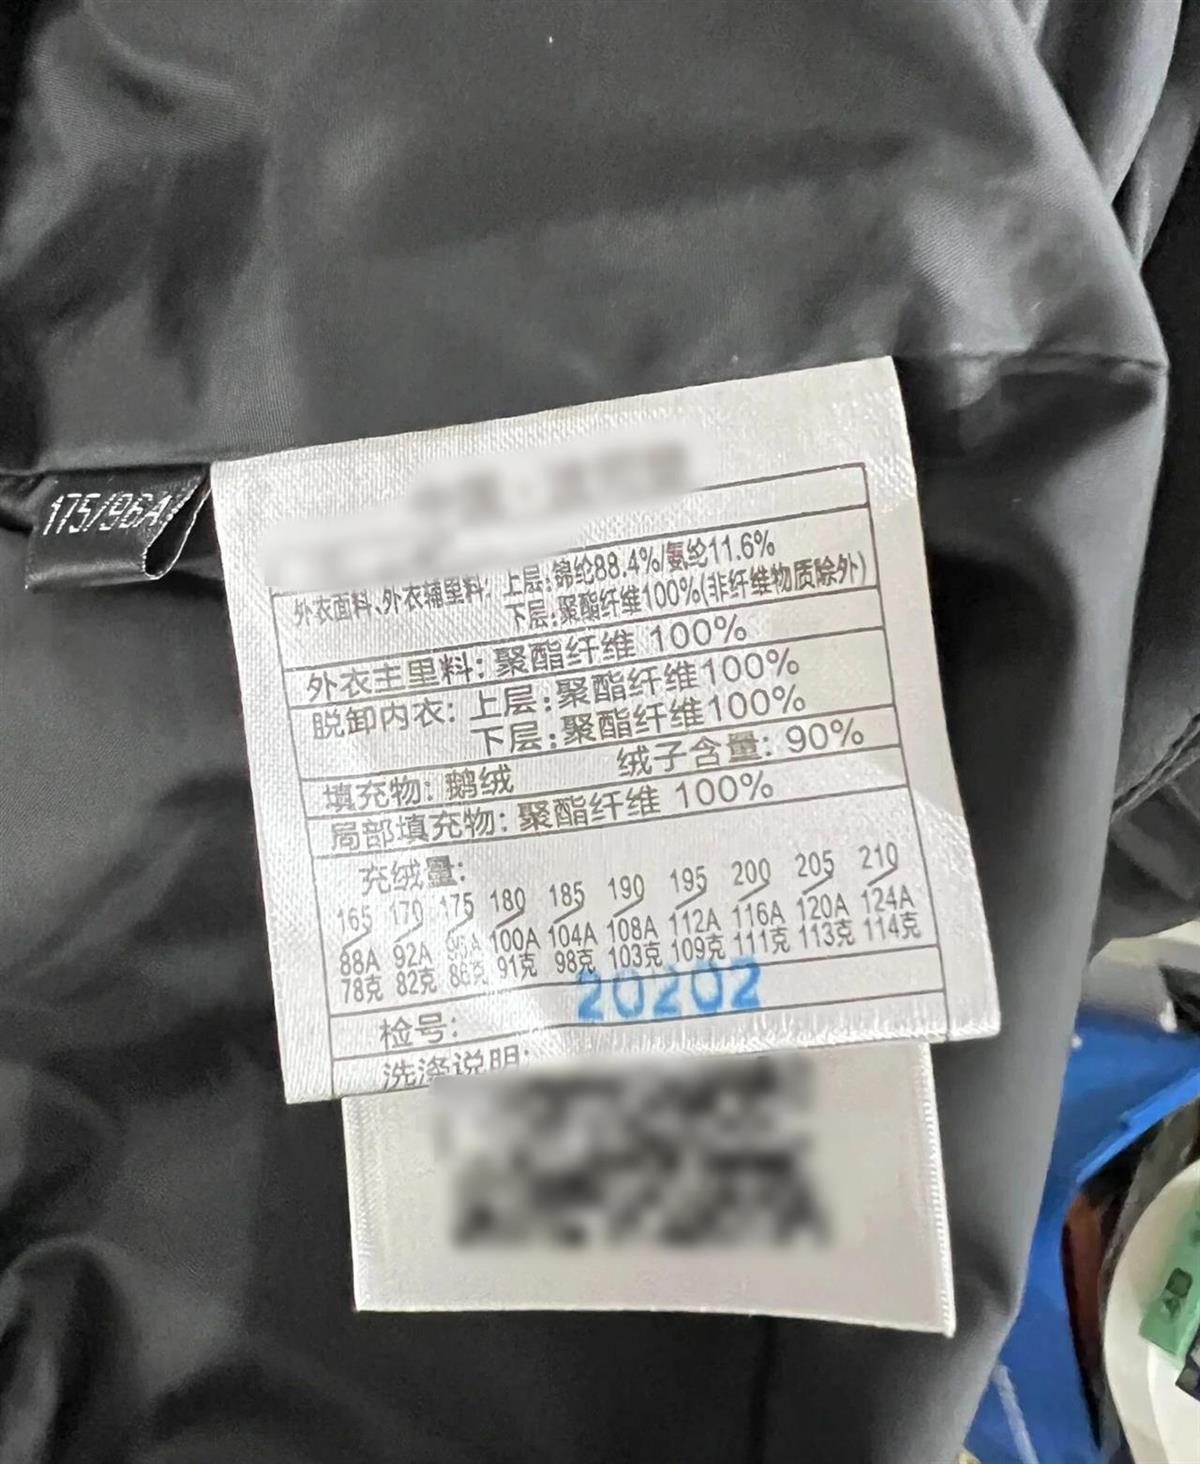 175/96A
外衣面料、外衣辅里料: 上层:锦纶88.4%/氨纶11.6%
下层:聚酯纤维100%(非纤维物质除外)
外衣主里料: 聚酯纤维 100%
脱卸内衣: 上层:聚酯纤维100%
下层:聚酯纤维100%
填充物: 鹅绒 绒子含量: 90%
局部填充物: 聚酯纤维 100%
充绒量:
165 170 175 180 185 190 195 200 205 210
88A 92A 96A 100A 104A 108A 112A 116A 120A 124A
78克 82克 86克 91克 98克 103克 109克 111克 113克 114克
20202
检号:
洗涤说明: